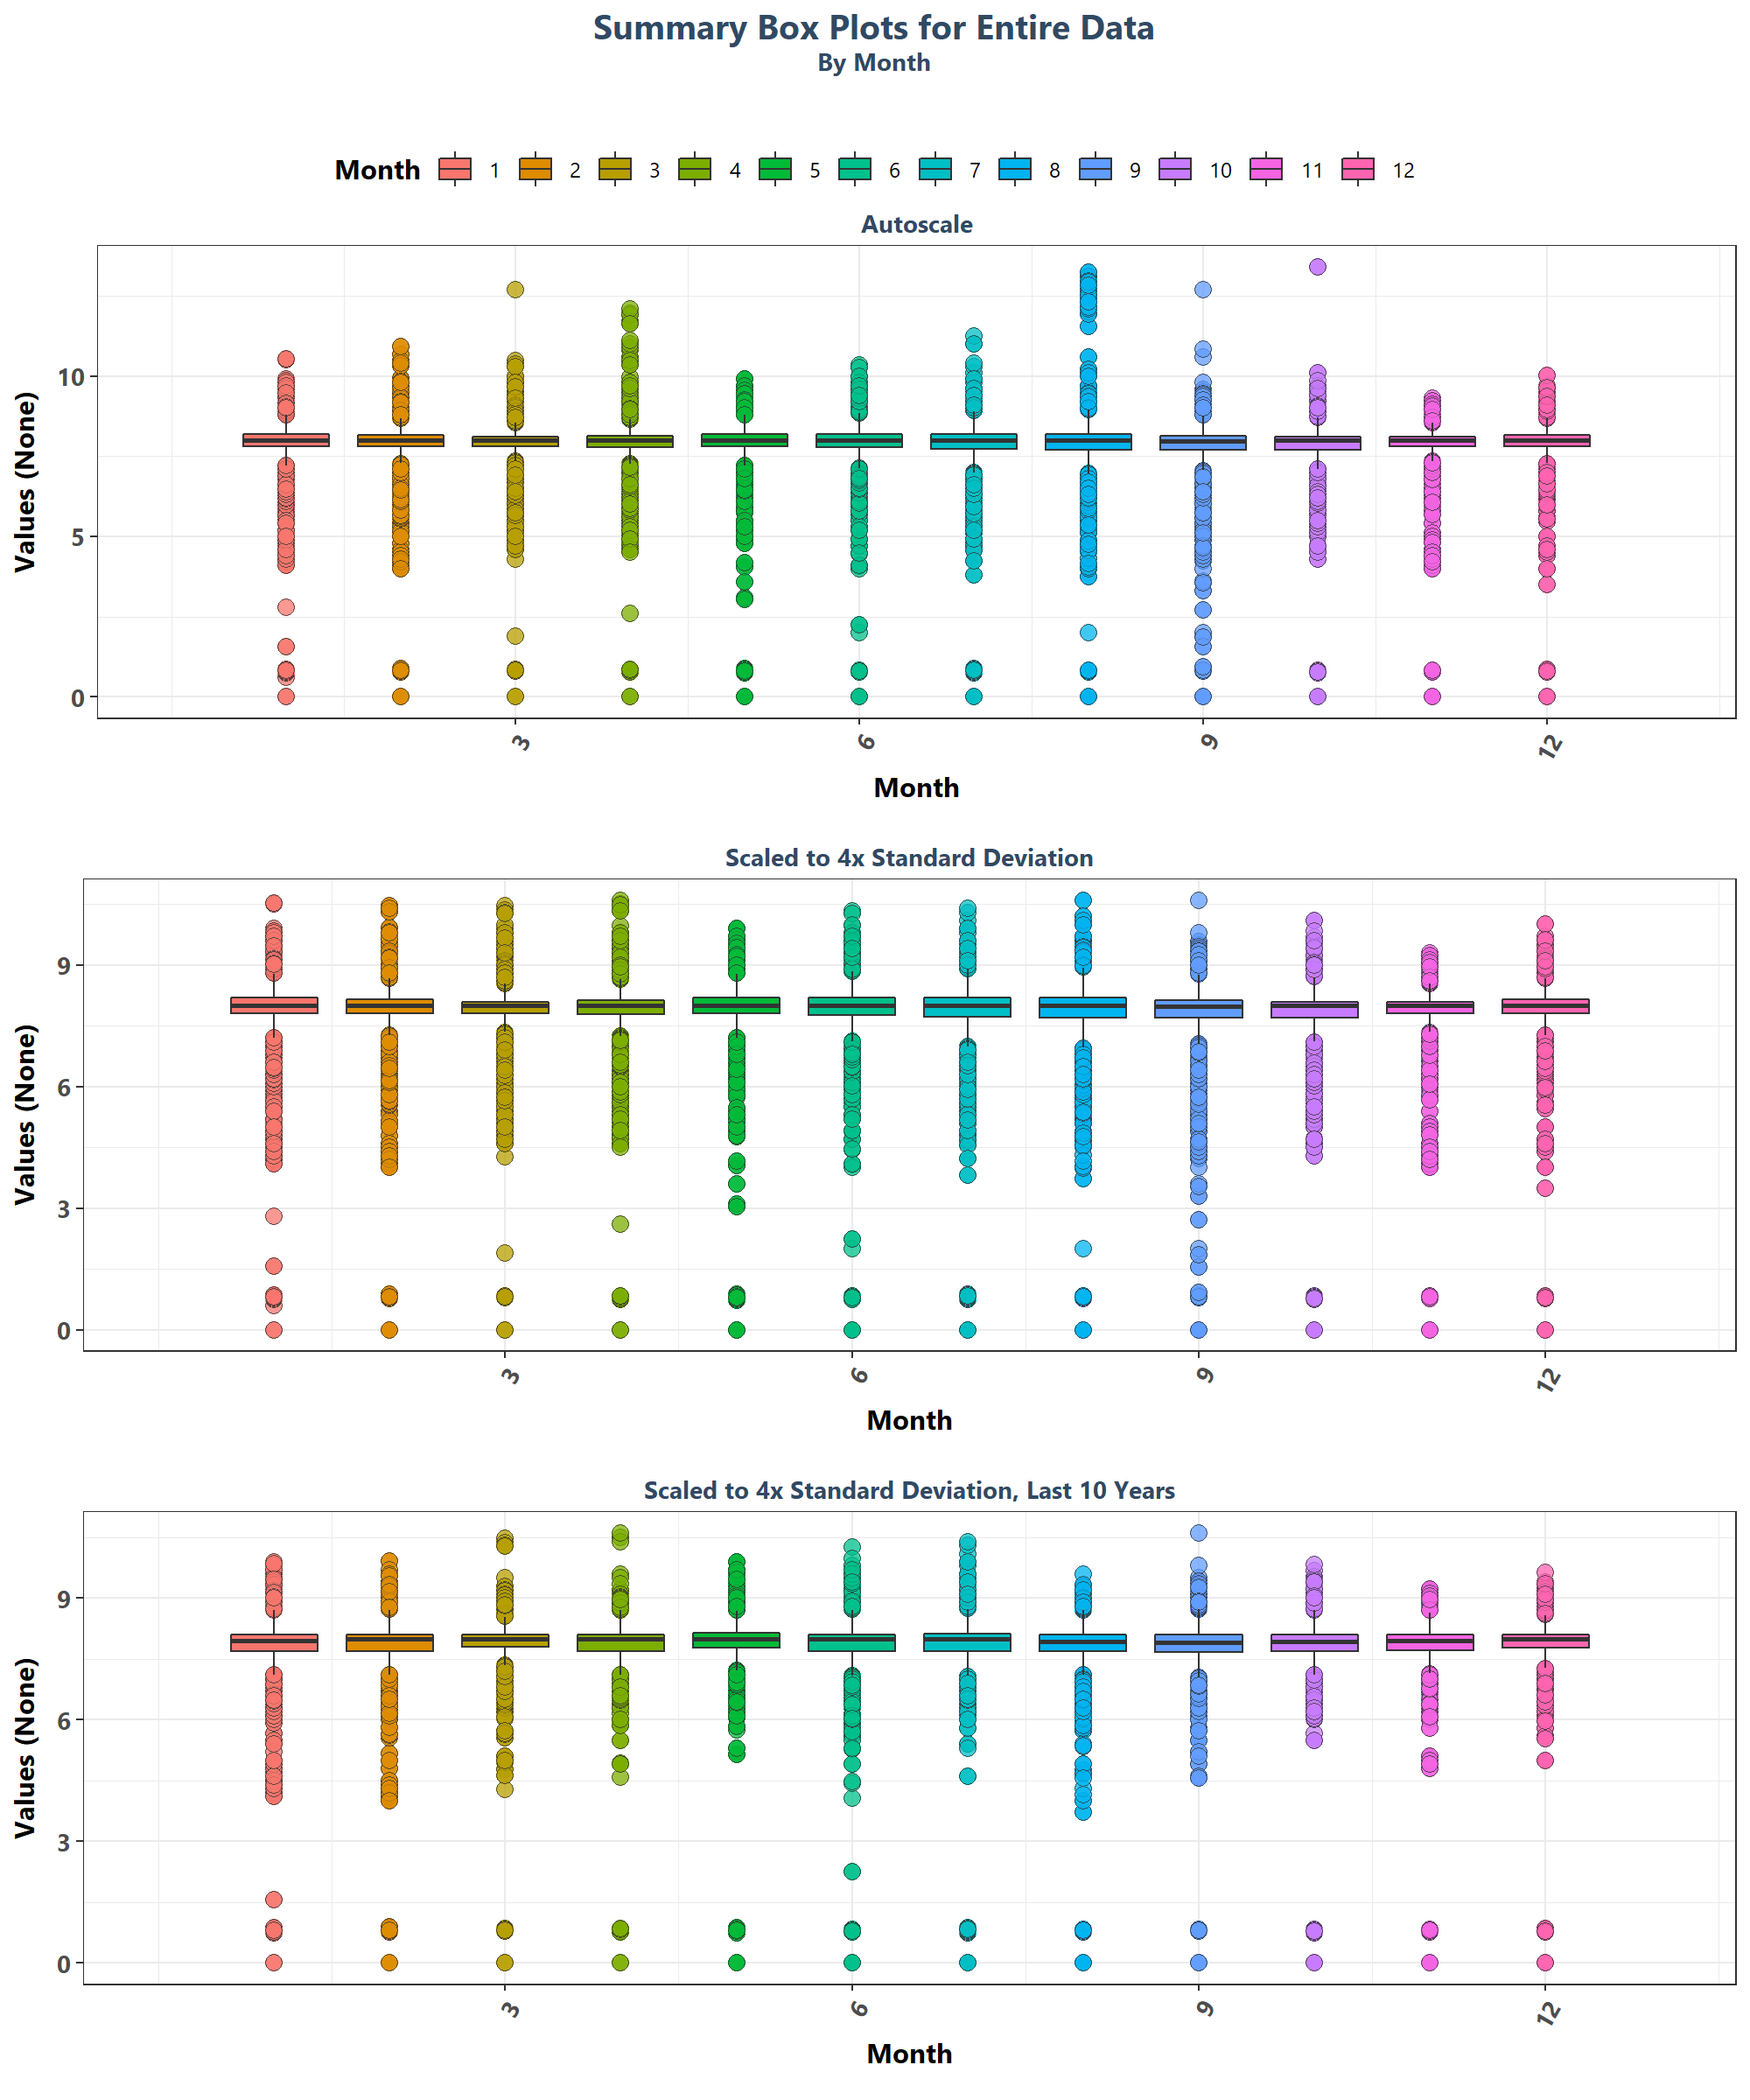 Summary Box Plots for Entire Data
By Month
Month 1 2 3 4 5 6 7 8 9 10 11 12
Autoscale
Values (None)
10
5
0
3 6 9 12
Month
Scaled to 4x Standard Deviation
Values (None)
9
6
3
0
3 6 9 12
Month
Scaled to 4x Standard Deviation, Last 10 Years
Values (None)
9
6
3
0
3 6 9 12
Month